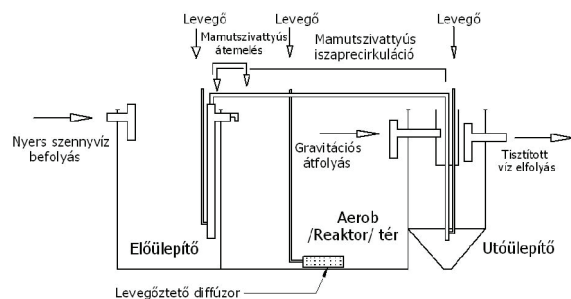 Levegő
Levegő
Levegő
Mamutszivattyús
átemelés
Mamutszivattyús
iszaprecirkuláció
Nyers szennyvíz
befolyás
Gravitációs
átfolyás
Tisztított
víz elfolyás
Előülepítő
Aerob
/Reaktor/ tér
Utóülepítő
Levegőztető diffúzor